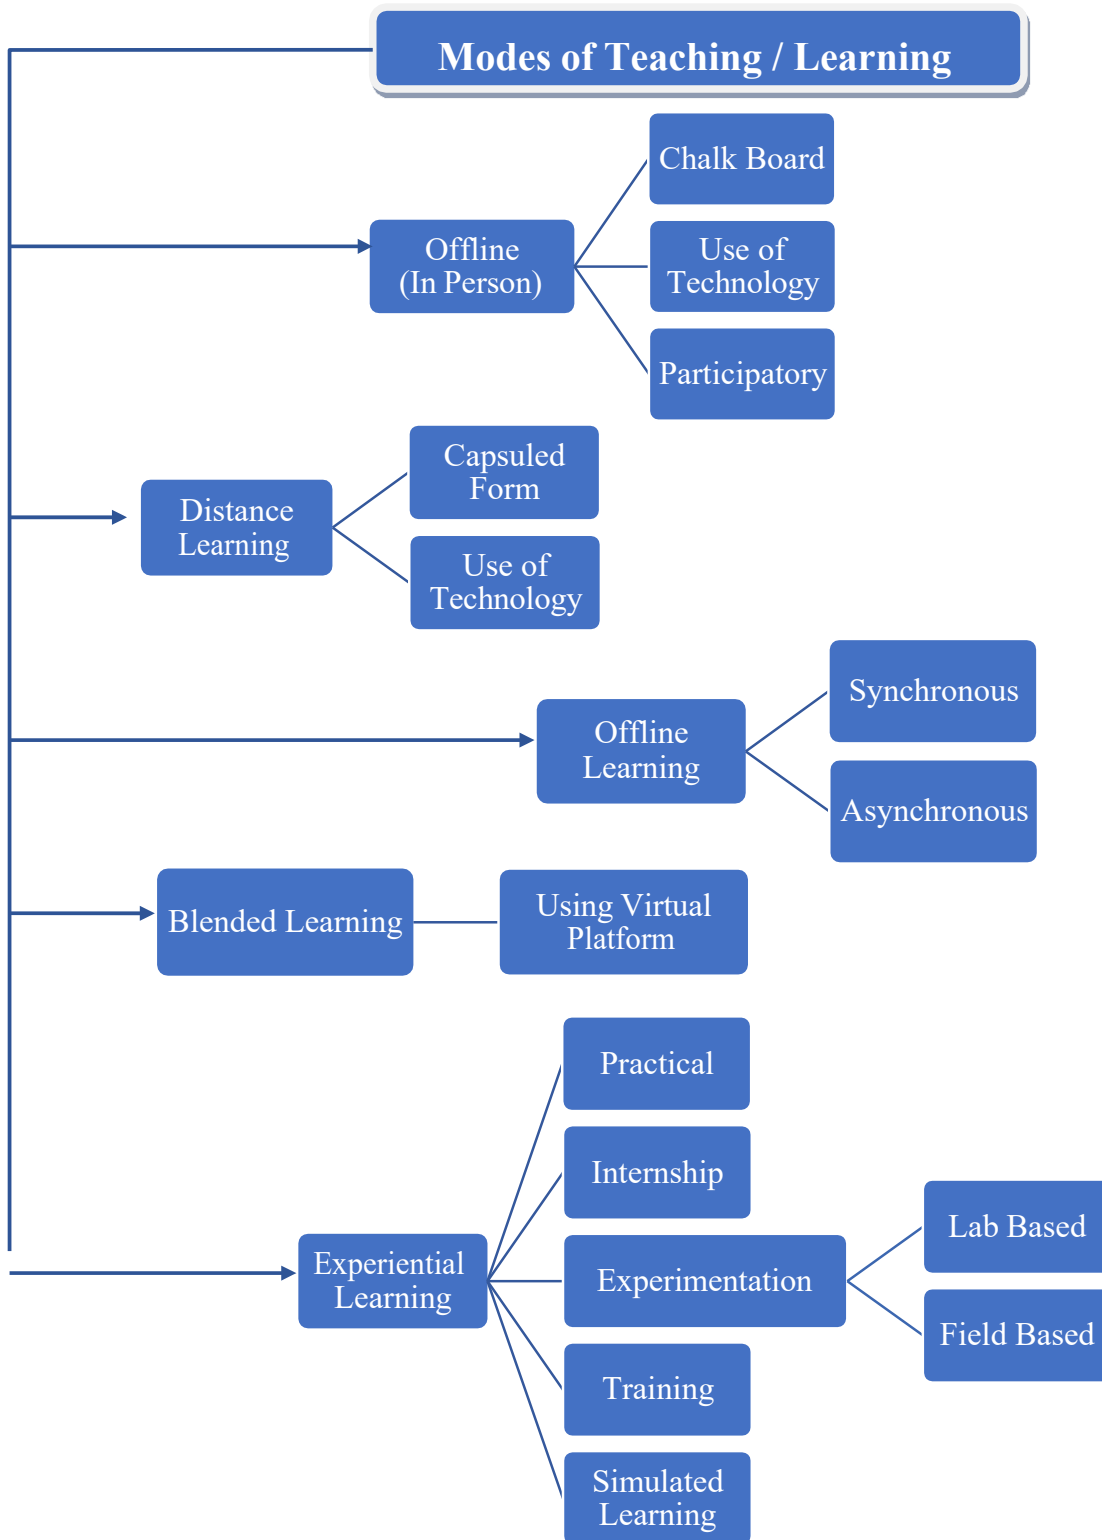 Modes of Teaching / Learning
Chalk Board
Offline
(In Person)
Use of
Technology
Participatory
Distance
Learning
Capsuled
Form
Use of
Technology
Offline
Learning
Synchronous
Asynchronous
Blended Learning
Using Virtual
Platform
Experiential
Learning
Practical
Internship
Experimentation
Lab Based
Field Based
Training
Simulated
Learning